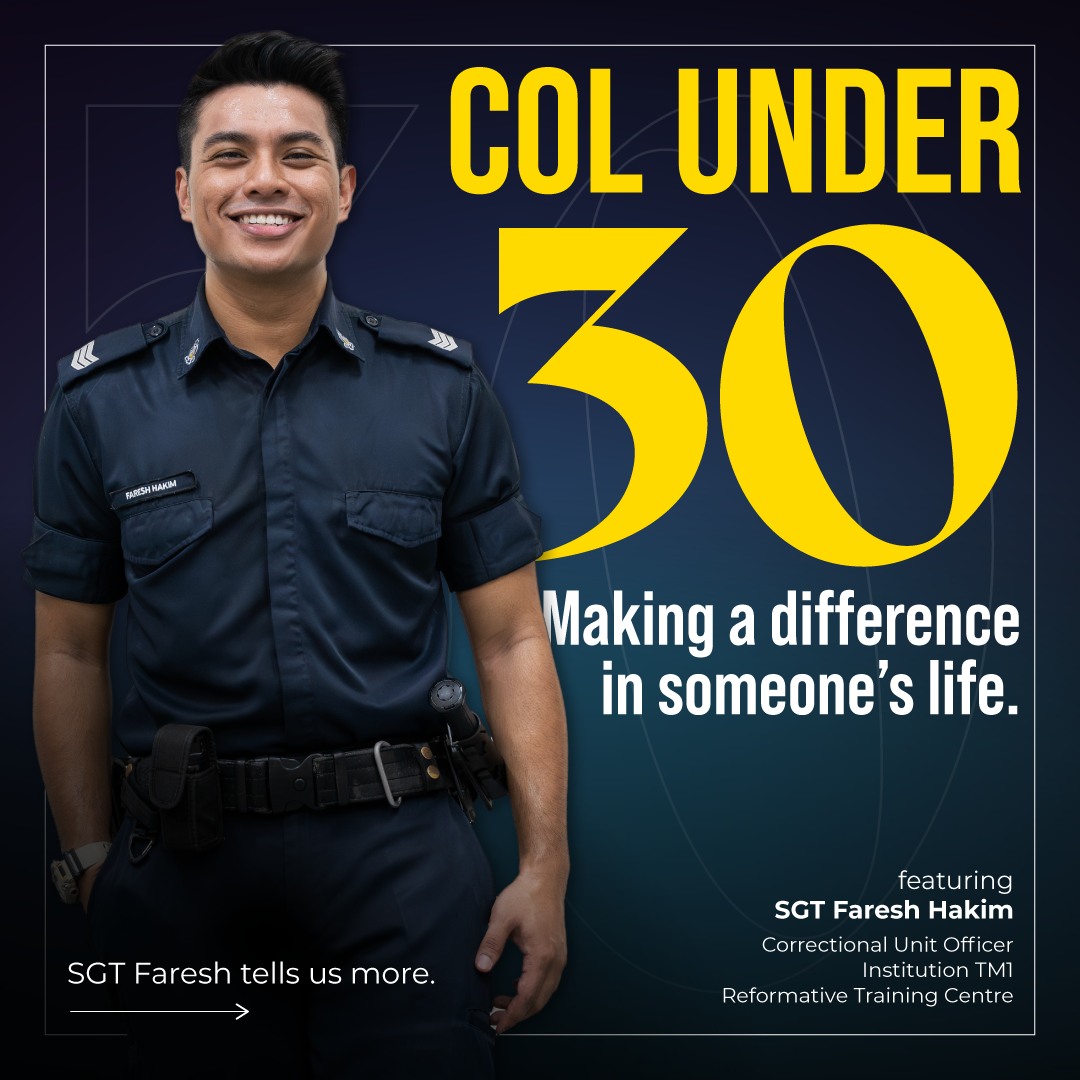 COL UNDER
30
Making a difference
in someone's life.
FARESH HAKIM
featuring
SGT Faresh Hakim
Correctional Unit Officer
Institution TM1
Reformative Training Centre
SGT Faresh tells us more.